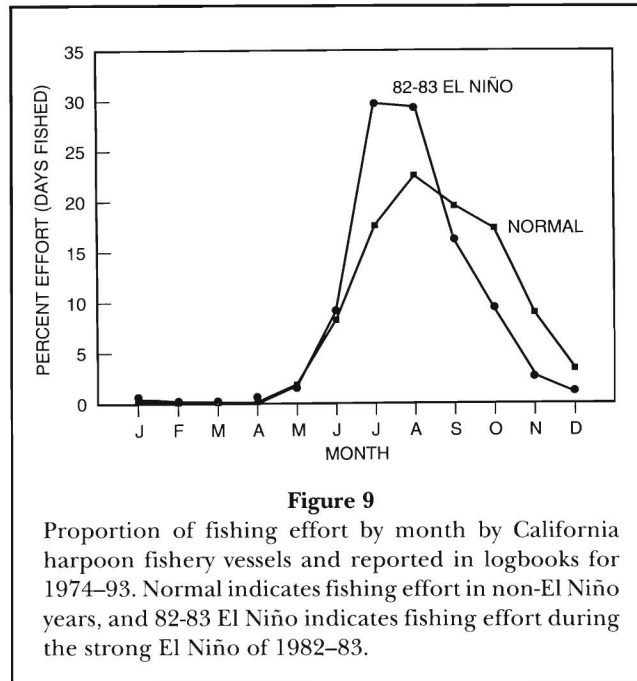 35
30
25
20
15
10
5
0
PERCENT EFFORT (DAYS FISHED)
82-83 EL NIÑO
NORMAL
J F M A M J J A S O N D
MONTH
Figure 9
Proportion of fishing effort by month by California
harpoon fishery vessels and reported in logbooks for
1974–93. Normal indicates fishing effort in non-El Niño
years, and 82-83 El Niño indicates fishing effort during
the strong El Niño of 1982–83.